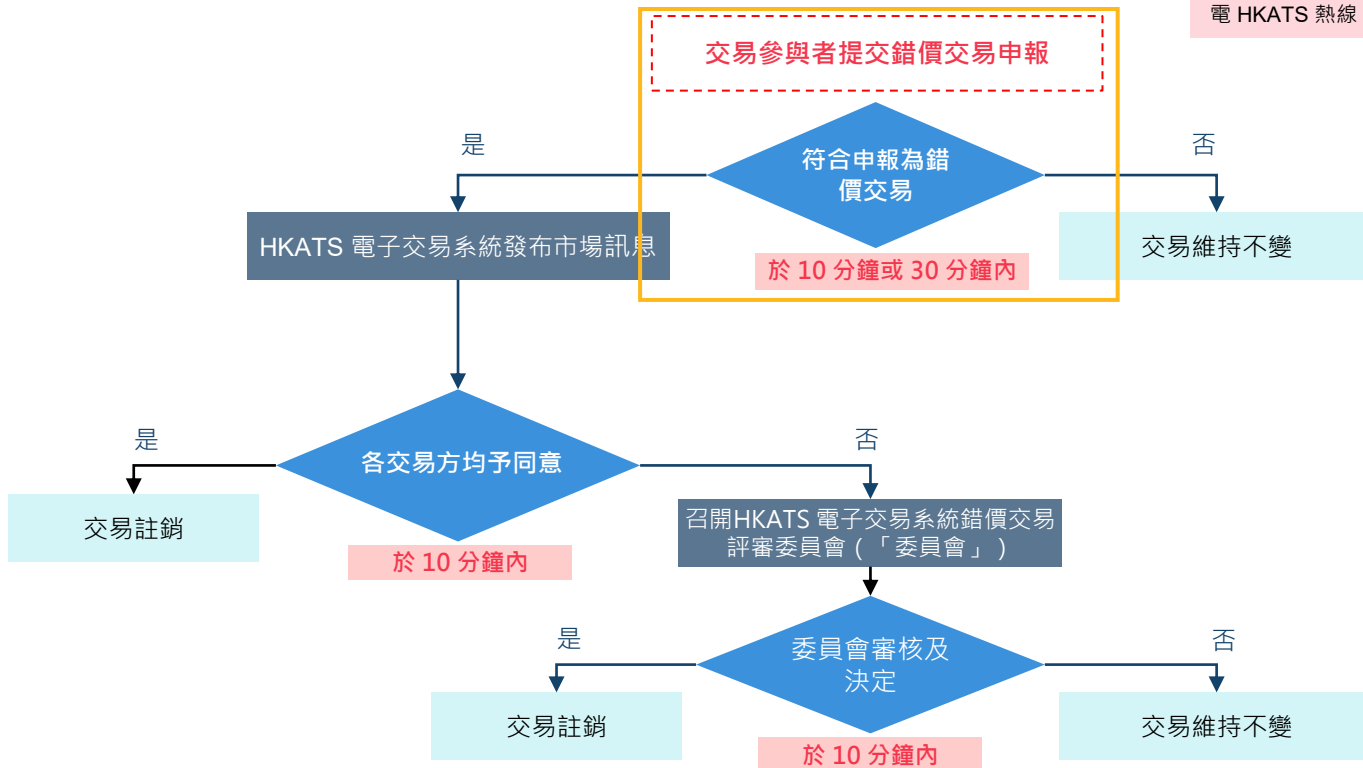 電 HKATS 熱線
交易參與者提交錯價交易申報
是
符合申報為錯
價交易
否
HKATS 電子交易系統發布市場訊息
於 10 分鐘或 30 分鐘內
交易維持不變
是
各交易方均予同意
否
交易註銷
於 10 分鐘內
召開HKATS 電子交易系統錯價交易
評審委員會 ( 「委員會」 )
是
委員會審核及
決定
否
交易註銷
交易維持不變
於 10 分鐘內